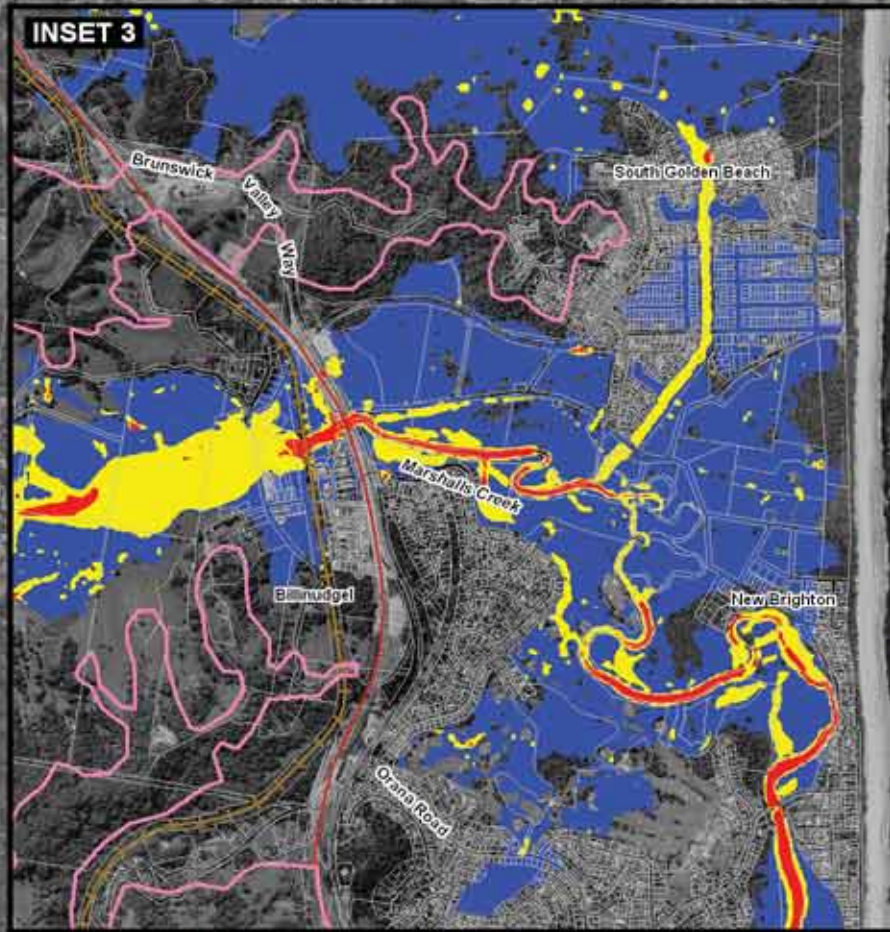 INSET 3
Brunswick
Valley
Way
South Golden Beach
Marshalls Creek
Billinudgel
New Brighton
Orana Road